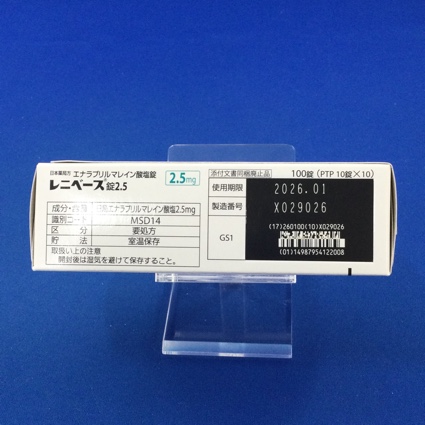 日本薬局方 エナラプリルマレイン酸塩錠
レニベース®錠2.5
2.5mg
成分・含量 日局エナラプリルマレイン酸塩2.5mg
識別コード MSD14
区分 要処方
貯法 室温保存
取扱い上の注意
開封後は湿気を避けて保存すること。
添付文書同梱廃止品
100錠 (PTP 10錠×10)
使用期限 2026.01
製造番号 X029026
GS1
(17)260100(10)X029026
(01)14987954122008